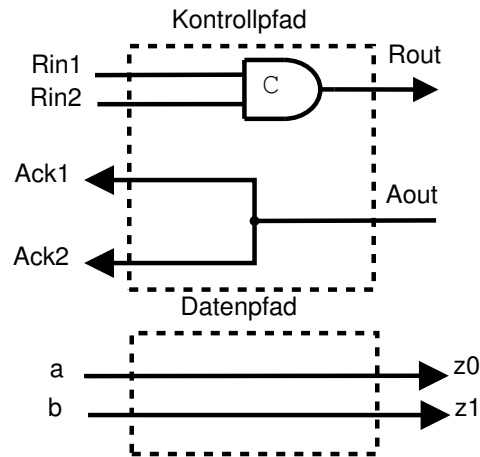 Kontrollpfad
Rin1
Rout
C
Rin2
Ack1
Aout
Ack2
Datenpfad
a
z0
b
z1